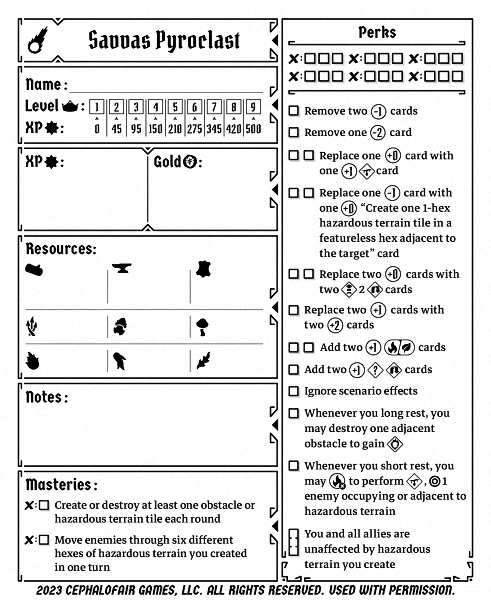 Savvas Pyroclast
Name:
Level :
1 2 3 4 5 6 7 8 9
XP :
0 45 95 150 210 275 345 420 500
XP :
Gold :
Resources:
Notes:
Masteries:
x: Create or destroy at least one obstacle or
hazardous terrain tile each round
x: Move enemies through six different
hexes of hazardous terrain you created
in one turn
Perks
x: x: x:
x: x: x:
Remove two -1 cards
Remove one -2 card
Replace one +0 card with
one +1 card
Replace one -1 card with
one +0 “Create one 1-hex
hazardous terrain tile in a
featureless hex adjacent to
the target” card
Replace two +0 cards with
two 2 cards
Replace two +1 cards with
two +2 cards
Add two +1 cards
Add two +1 ? cards
Ignore scenario effects
Whenever you long rest, you
may destroy one adjacent
obstacle to gain
Whenever you short rest, you
may to perform , 1
enemy occupying or adjacent to
hazardous terrain
You and all allies are
unaffected by hazardous
terrain you create
2023 CEPHALOFAIR GAMES, LLC. ALL RIGHTS RESERVED. USED WITH PERMISSION.